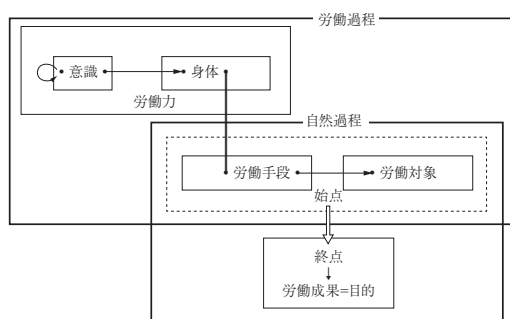 労働過程
意識
身体
労働力
自然過程
労働手段
労働対象
始点
終点
労働成果=目的